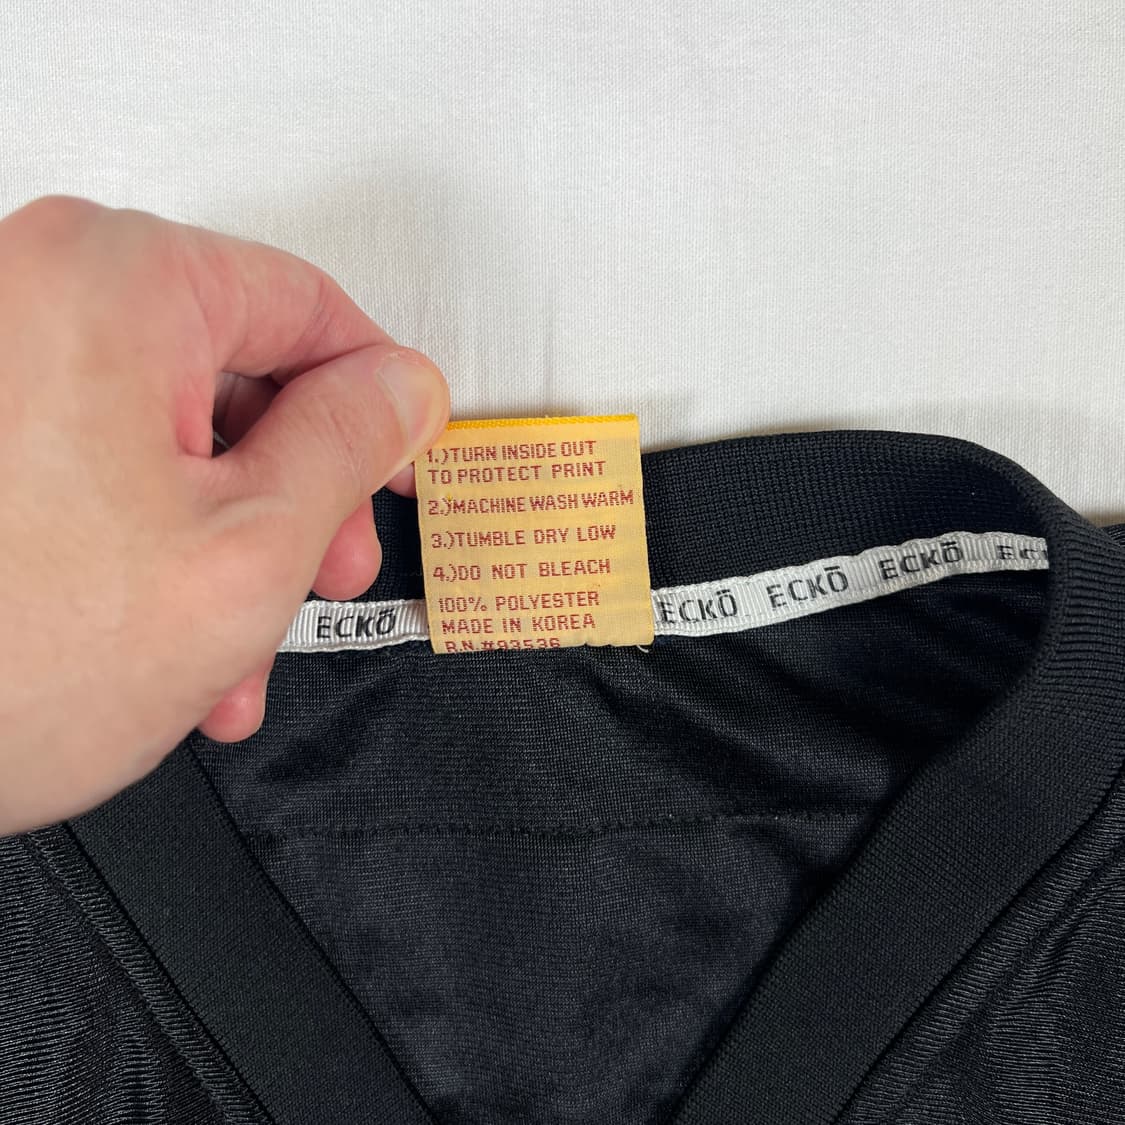 1.)TURN INSIDE OUT
TO PROTECT PRINT
2.)MACHINE WASH WARM
3.)TUMBLE DRY LOW
4.)DO NOT BLEACH
100% POLYESTER
MADE IN KOREA
R.N.#93536
ECKŌ ECKŌ ECKŌ ECKŌ